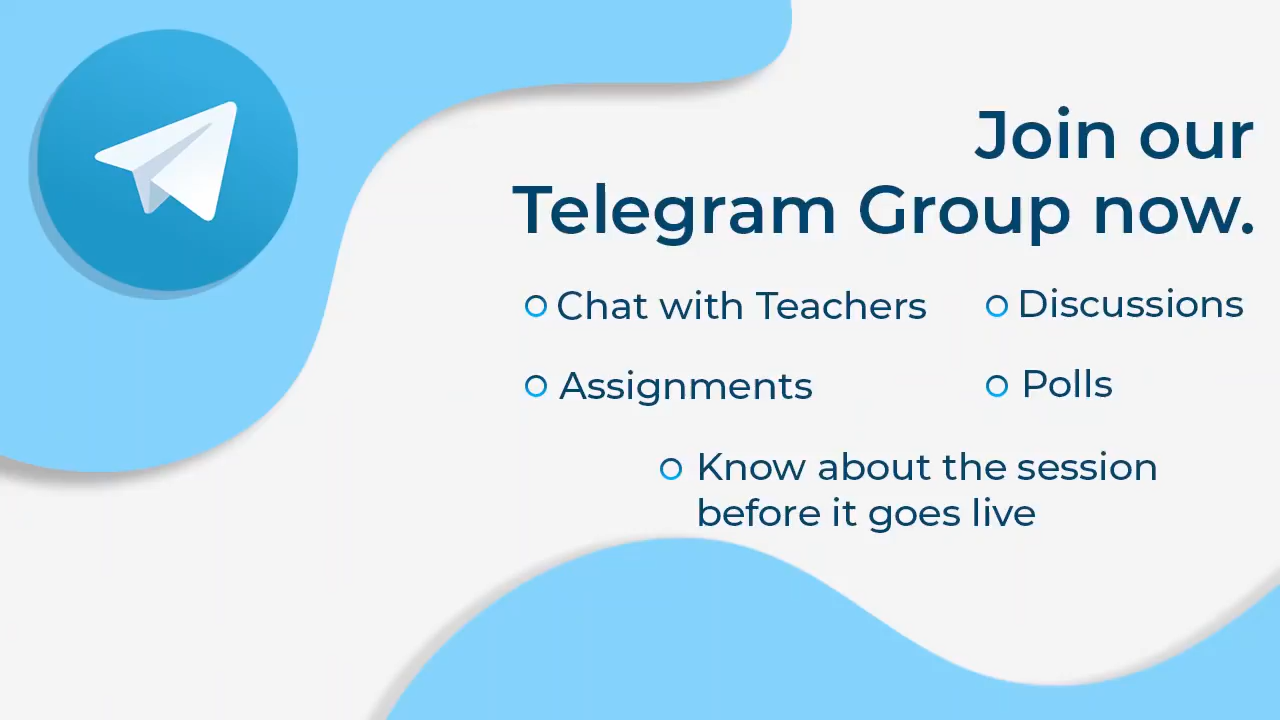 Join our
Telegram Group now.
Chat with Teachers
Discussions
Assignments
Polls
Know about the session
before it goes live